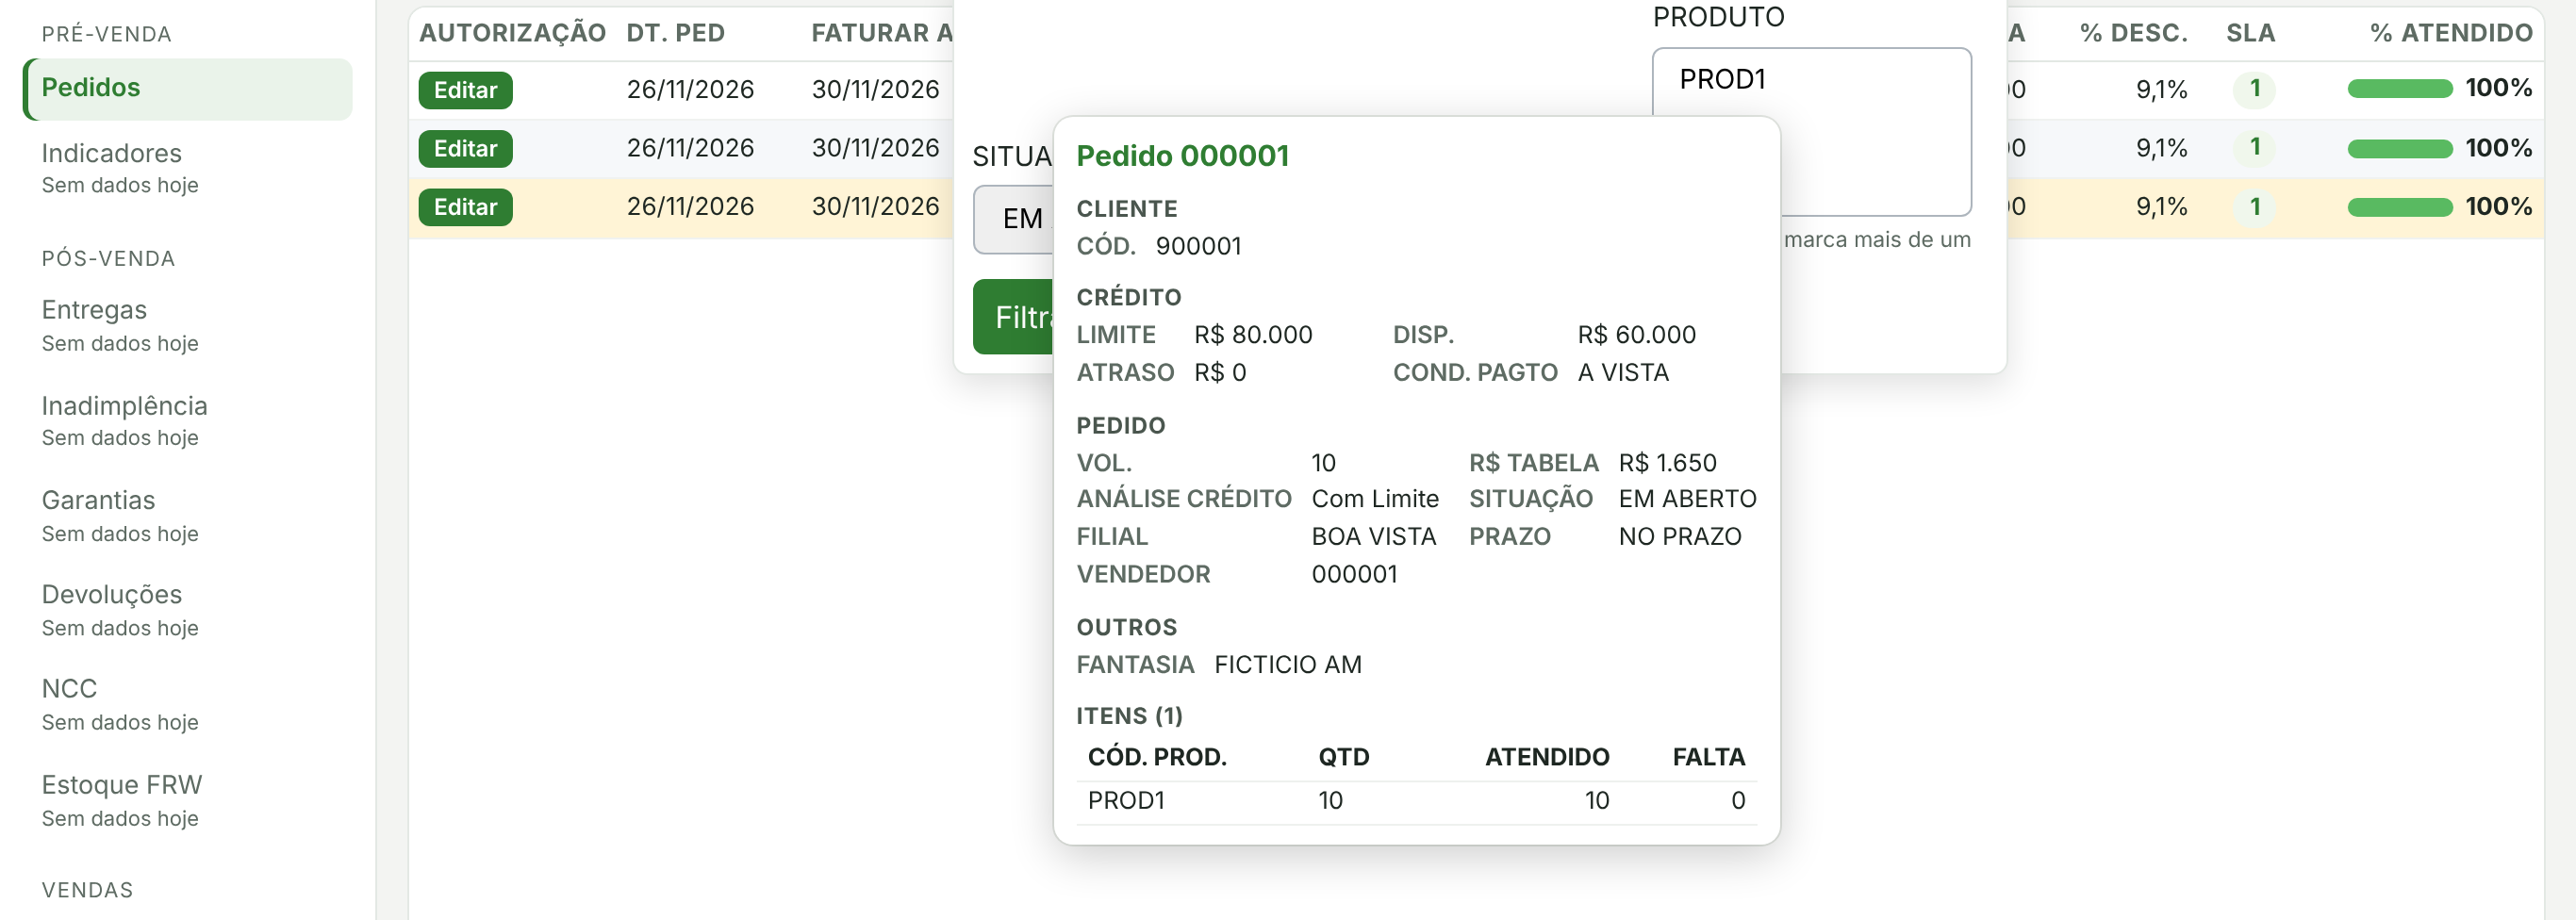 PRÉ-VENDA
Pedidos
Indicadores
Sem dados hoje
PÓS-VENDA
Entregas
Sem dados hoje
Inadimplência
Sem dados hoje
Garantias
Sem dados hoje
Devoluções
Sem dados hoje
NCC
Sem dados hoje
Estoque FRW
Sem dados hoje
VENDAS
AUTORIZAÇÃO DT. PED FATURAR A % DESC. SLA % ATENDIDO
Editar 26/11/2026 30/11/2026 9,1% 1 100%
Editar 26/11/2026 30/11/2026 9,1% 1 100%
Editar 26/11/2026 30/11/2026 9,1% 1 100%
PRODUTO
PROD1
marca mais de um
SITUA
EM
Filtra
Pedido 000001
CLIENTE
CÓD. 900001
CRÉDITO
LIMITE R$ 80.000 DISP. R$ 60.000
ATRASO R$ 0 COND. PAGTO A VISTA
PEDIDO
VOL. 10 R$ TABELA R$ 1.650
ANÁLISE CRÉDITO Com Limite SITUAÇÃO EM ABERTO
FILIAL BOA VISTA PRAZO NO PRAZO
VENDEDOR 000001
OUTROS
FANTASIA FICTICIO AM
ITENS (1)
CÓD. PROD. QTD ATENDIDO FALTA
PROD1 10 10 0